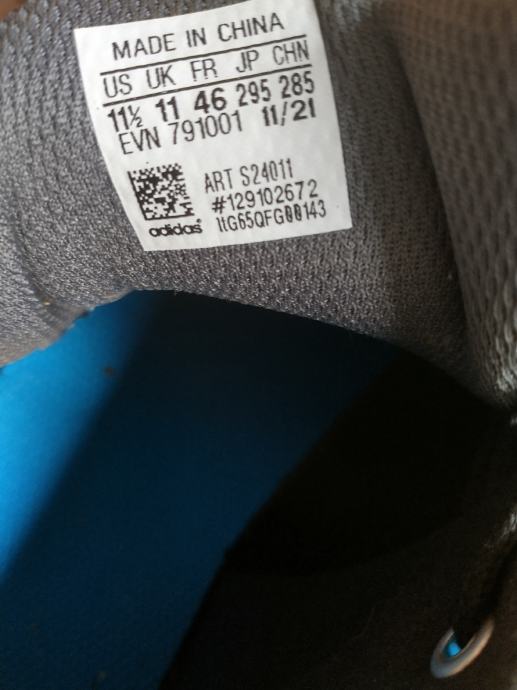 MADE IN CHINA
US UK FR JP CHN
11½ 11 46 295 285
EVN 791001 11/21
ART S24011
#129102672
adidas